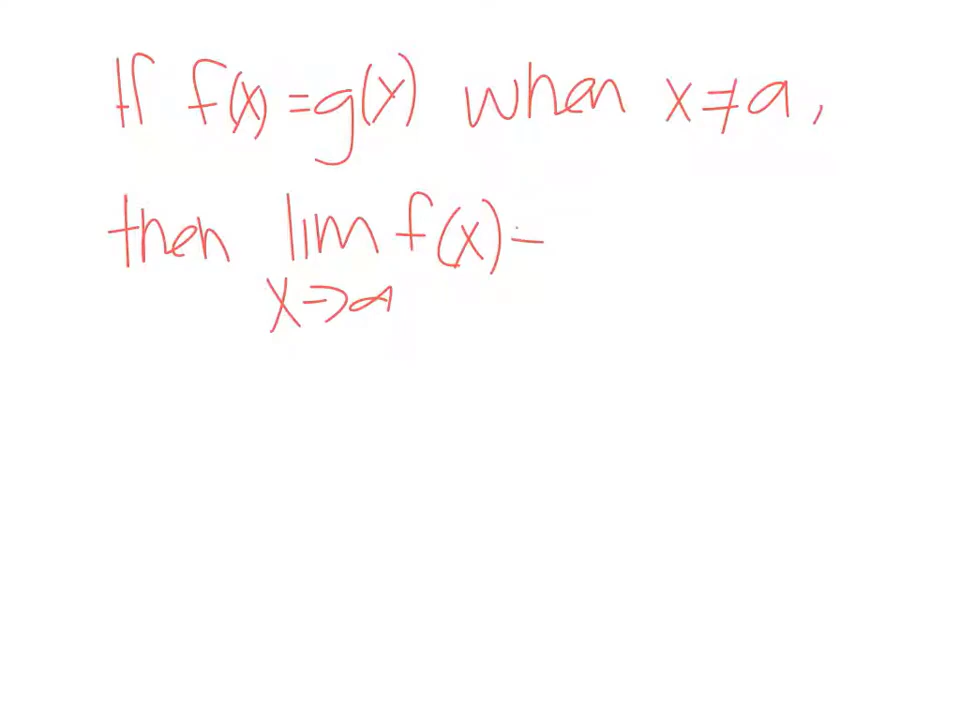 If f(x) = g(x) when x ≠ a,
then lim f(x) =
x → a